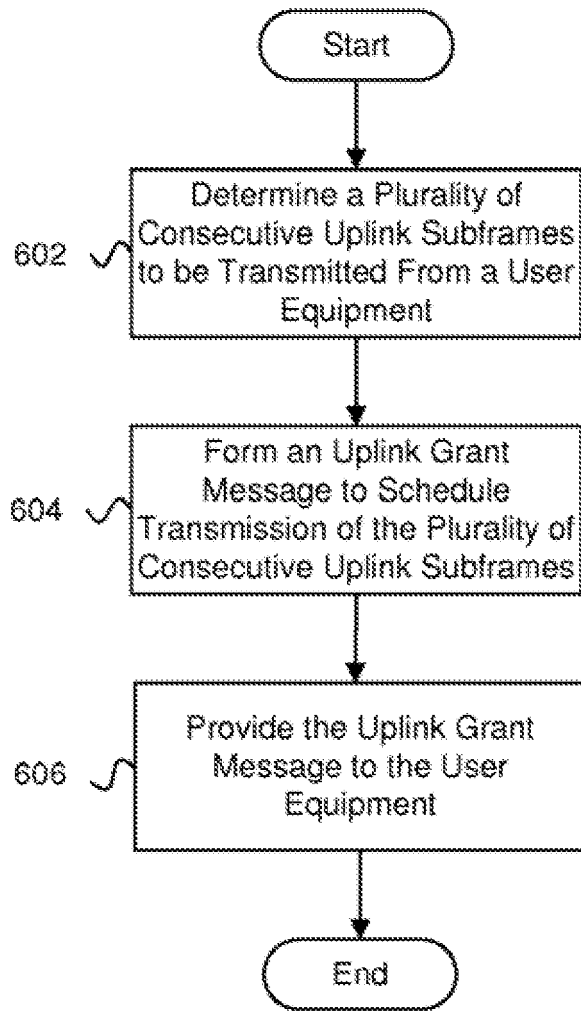 Start
602
Determine a Plurality of
Consecutive Uplink Subframes
to be Transmitted From a User
Equipment
604
Form an Uplink Grant
Message to Schedule
Transmission of the Plurality of
Consecutive Uplink Subframes
606
Provide the Uplink Grant
Message to the User
Equipment
End